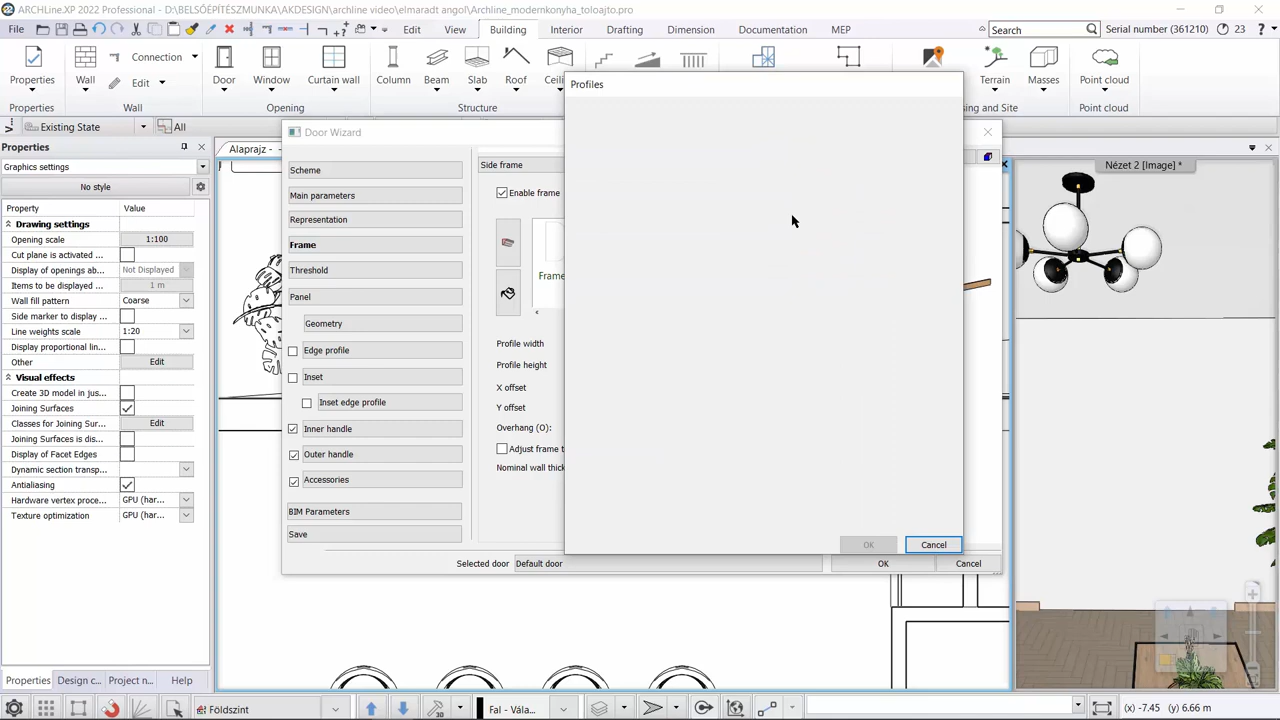 ARCHLine.XP 2022 Professional - D:\BELSŐÉPÍTÉSZMUNKA\AKDESIGN\archline video\elmaradt angol\Archline_modernkonyha_toloajto.pro
File
Edit
View
Building
Interior
Drafting
Dimension
Documentation
MEP
Search
Serial number (361210)
23
Properties
Wall
Connection
Edit
Door
Window
Curtain wall
Column
Beam
Slab
Roof
Terrain
Masses
Point cloud
Properties
Wall
Opening
Structure
ing and Site
Point cloud
Existing State
All
Properties
Graphics settings
No style
Property Value
Drawing settings
Opening scale 1:100
Cut plane is activated ...
Display of openings ab... Not Displayed
Items to be displayed ... 1 m
Wall fill pattern Coarse
Side marker to display ...
Line weights scale 1:20
Display proportional lin...
Other Edit
Visual effects
Create 3D model in jus...
Joining Surfaces
Classes for Joining Sur... Edit
Joining Surfaces is dis...
Display of Facet Edges
Dynamic section transp...
Antialiasing
Hardware vertex proce... GPU (har...
Texture optimization GPU (har...
Properties
Design c...
Project n...
Help
Alaprajz -
Door Wizard
Scheme
Main parameters
Representation
Frame
Threshold
Panel
Geometry
Edge profile
Inset
Inset edge profile
Inner handle
Outer handle
Accessories
BIM Parameters
Save
Side frame
Enable frame
Frame
Profile width
Profile height
X offset
Y offset
Overhang (O):
Adjust frame t
Nominal wall thick
Selected door
Default door
OK
Cancel
Profiles
OK
Cancel
Nézet 2 [Image] *
Földszint
Fal - Vála...
(x) -7.45 (y) 6.66 m